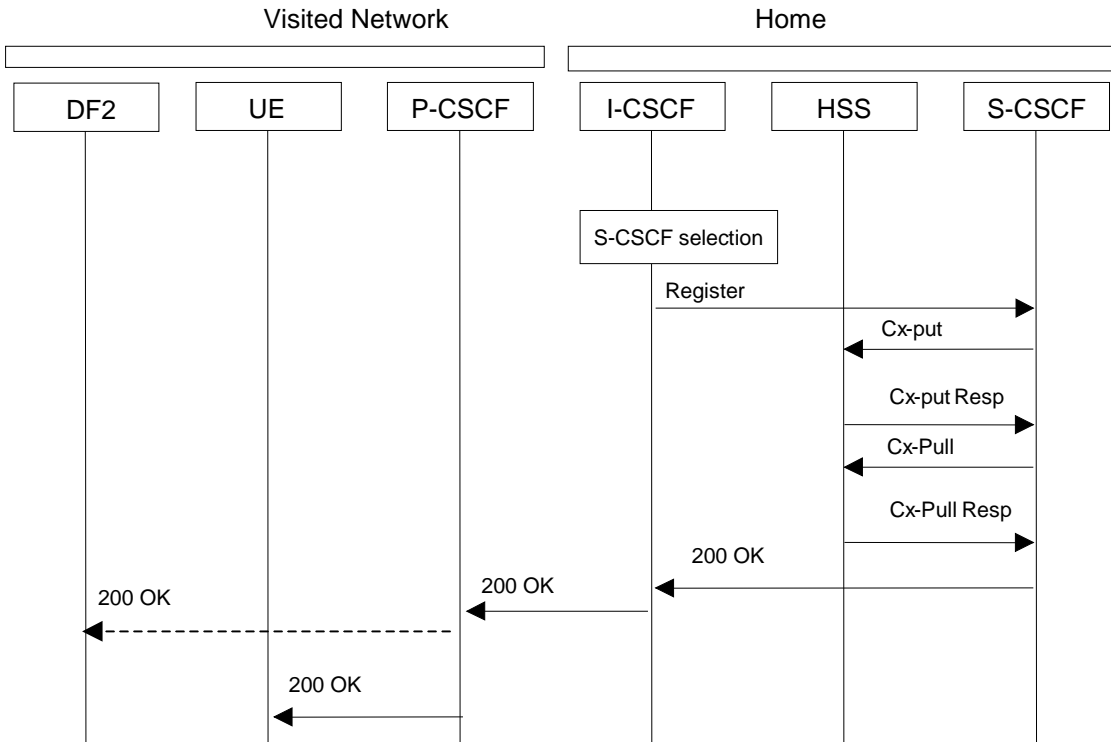 Visited Network
Home
DF2
UE
P-CSCF
I-CSCF
HSS
S-CSCF
S-CSCF selection
Register
Cx-put
Cx-put Resp
Cx-Pull
Cx-Pull Resp
200 OK
200 OK
200 OK
200 OK